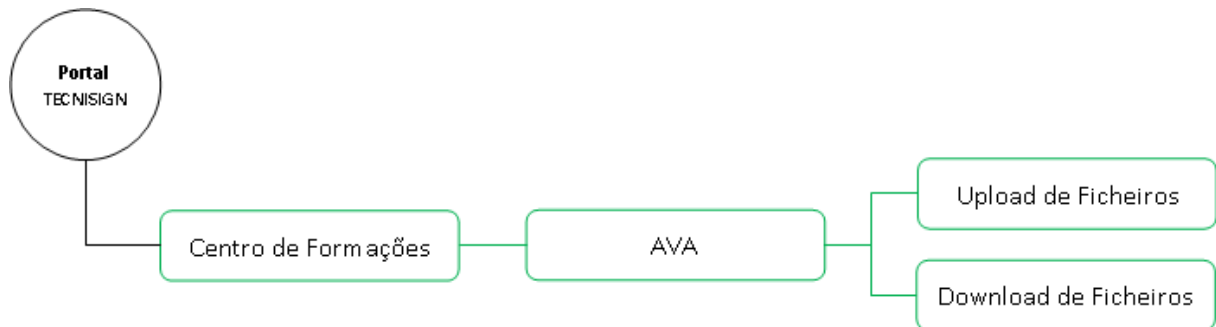 Portal
TECNISIGN
Centro de Formações
AVA
Upload de Ficheiros
Download de Ficheiros